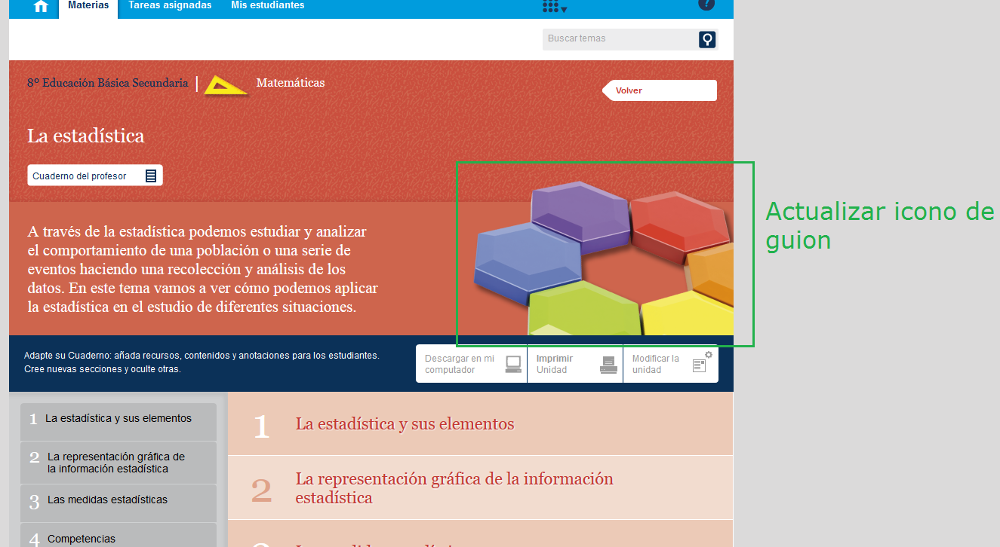 Materias
Tareas asignadas
Mis estudiantes
?
Buscar temas
8º Educación Básica Secundaria
Matemáticas
Volver
La estadística
Cuaderno del profesor
A través de la estadística podemos estudiar y analizar
el comportamiento de una población o una serie de
eventos haciendo una recolección y análisis de los
datos. En este tema vamos a ver cómo podemos aplicar
la estadística en el estudio de diferentes situaciones.
Actualizar icono de
guion
Adapte su Cuaderno: añada recursos, contenidos y anotaciones para los estudiantes.
Cree nuevas secciones y oculte otras.
Descargar en mi
computador
Imprimir
Unidad
Modificar la
unidad
1 La estadística y sus elementos
2 La representación gráfica de
la información estadística
3 Las medidas estadísticas
4 Competencias
1 La estadística y sus elementos
2 La representación gráfica de la información
estadística